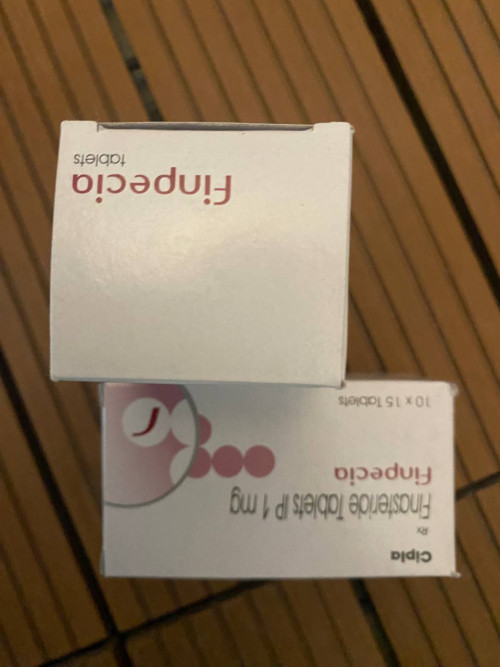 Finpecia
tablets
Cipla
Rx
Finasteride Tablets IP 1 mg
Finpecia
10 x 15 Tablets